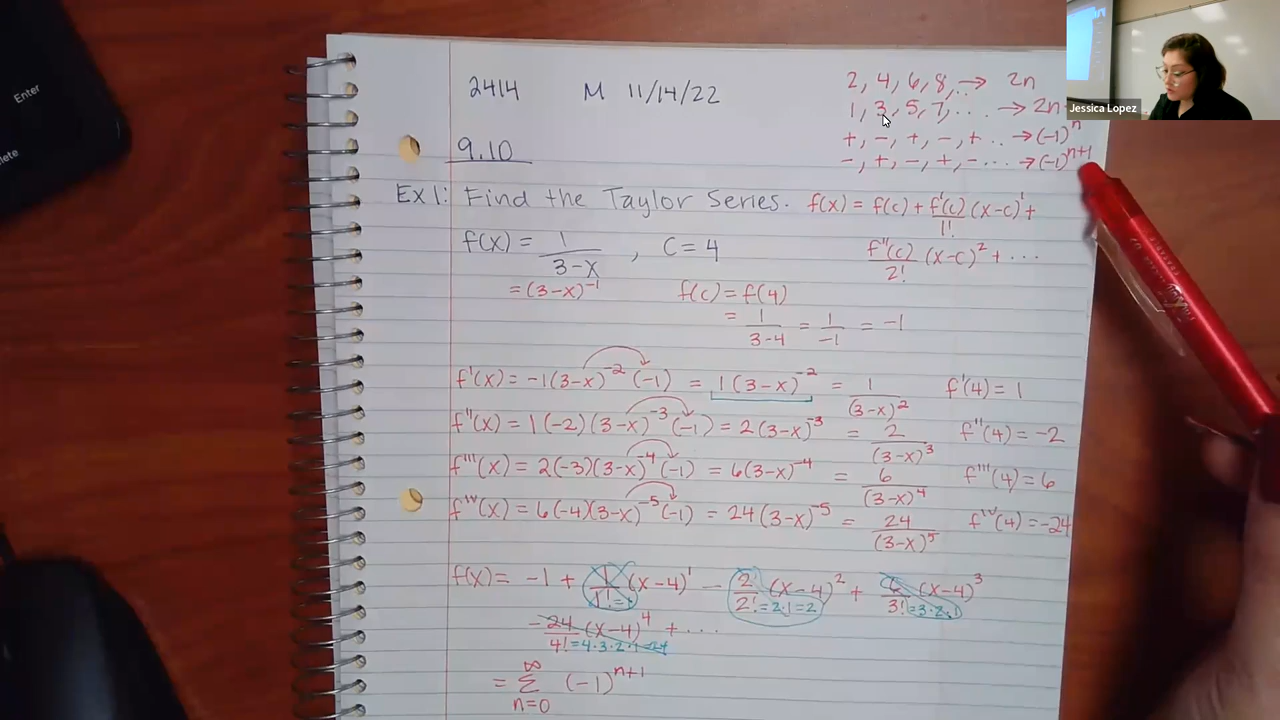 Enter
2414 M 11/14/22
2, 4, 6, 8, ... → 2n
1, 3, 5, 7, ... → 2n
+, -, +, -, + .. → (-1)^n
-, +, -, +, - ... → (-1)^{n+1}
Jessica Lopez
9.10
Ex 1: Find the Taylor Series. f(x) = f(c) + f'(c)/1! (x-c)^1 +
f(x) = 1/(3-x) , C = 4 f''(c)/2! (x-c)^2 + ...
= (3-x)^{-1} f(c) = f(4)
= 1/(3-4) = 1/-1 = -1
f'(x) = -1(3-x)^{-2} (-1) = 1(3-x)^{-2} = 1/(3-x)^2 f'(4) = 1
f''(x) = 1(-2)(3-x)^{-3} (-1) = 2(3-x)^{-3} = 2/(3-x)^3 f''(4) = -2
f'''(x) = 2(-3)(3-x)^{-4} (-1) = 6(3-x)^{-4} = 6/(3-x)^4 f'''(4) = 6
f^{IV}(x) = 6(-4)(3-x)^{-5} (-1) = 24(3-x)^{-5} = 24/(3-x)^5 f^{IV}(4) = -24
f(x) = -1 + 1/1!=1 (x-4)^1 - 2/2!=2·1=2 (x-4)^2 + 6/3!=3·2·1 (x-4)^3
- 24/4!=4·3·2·1=24 (x-4)^4 + ...
= ∞Σn=0 (-1)^{n+1}